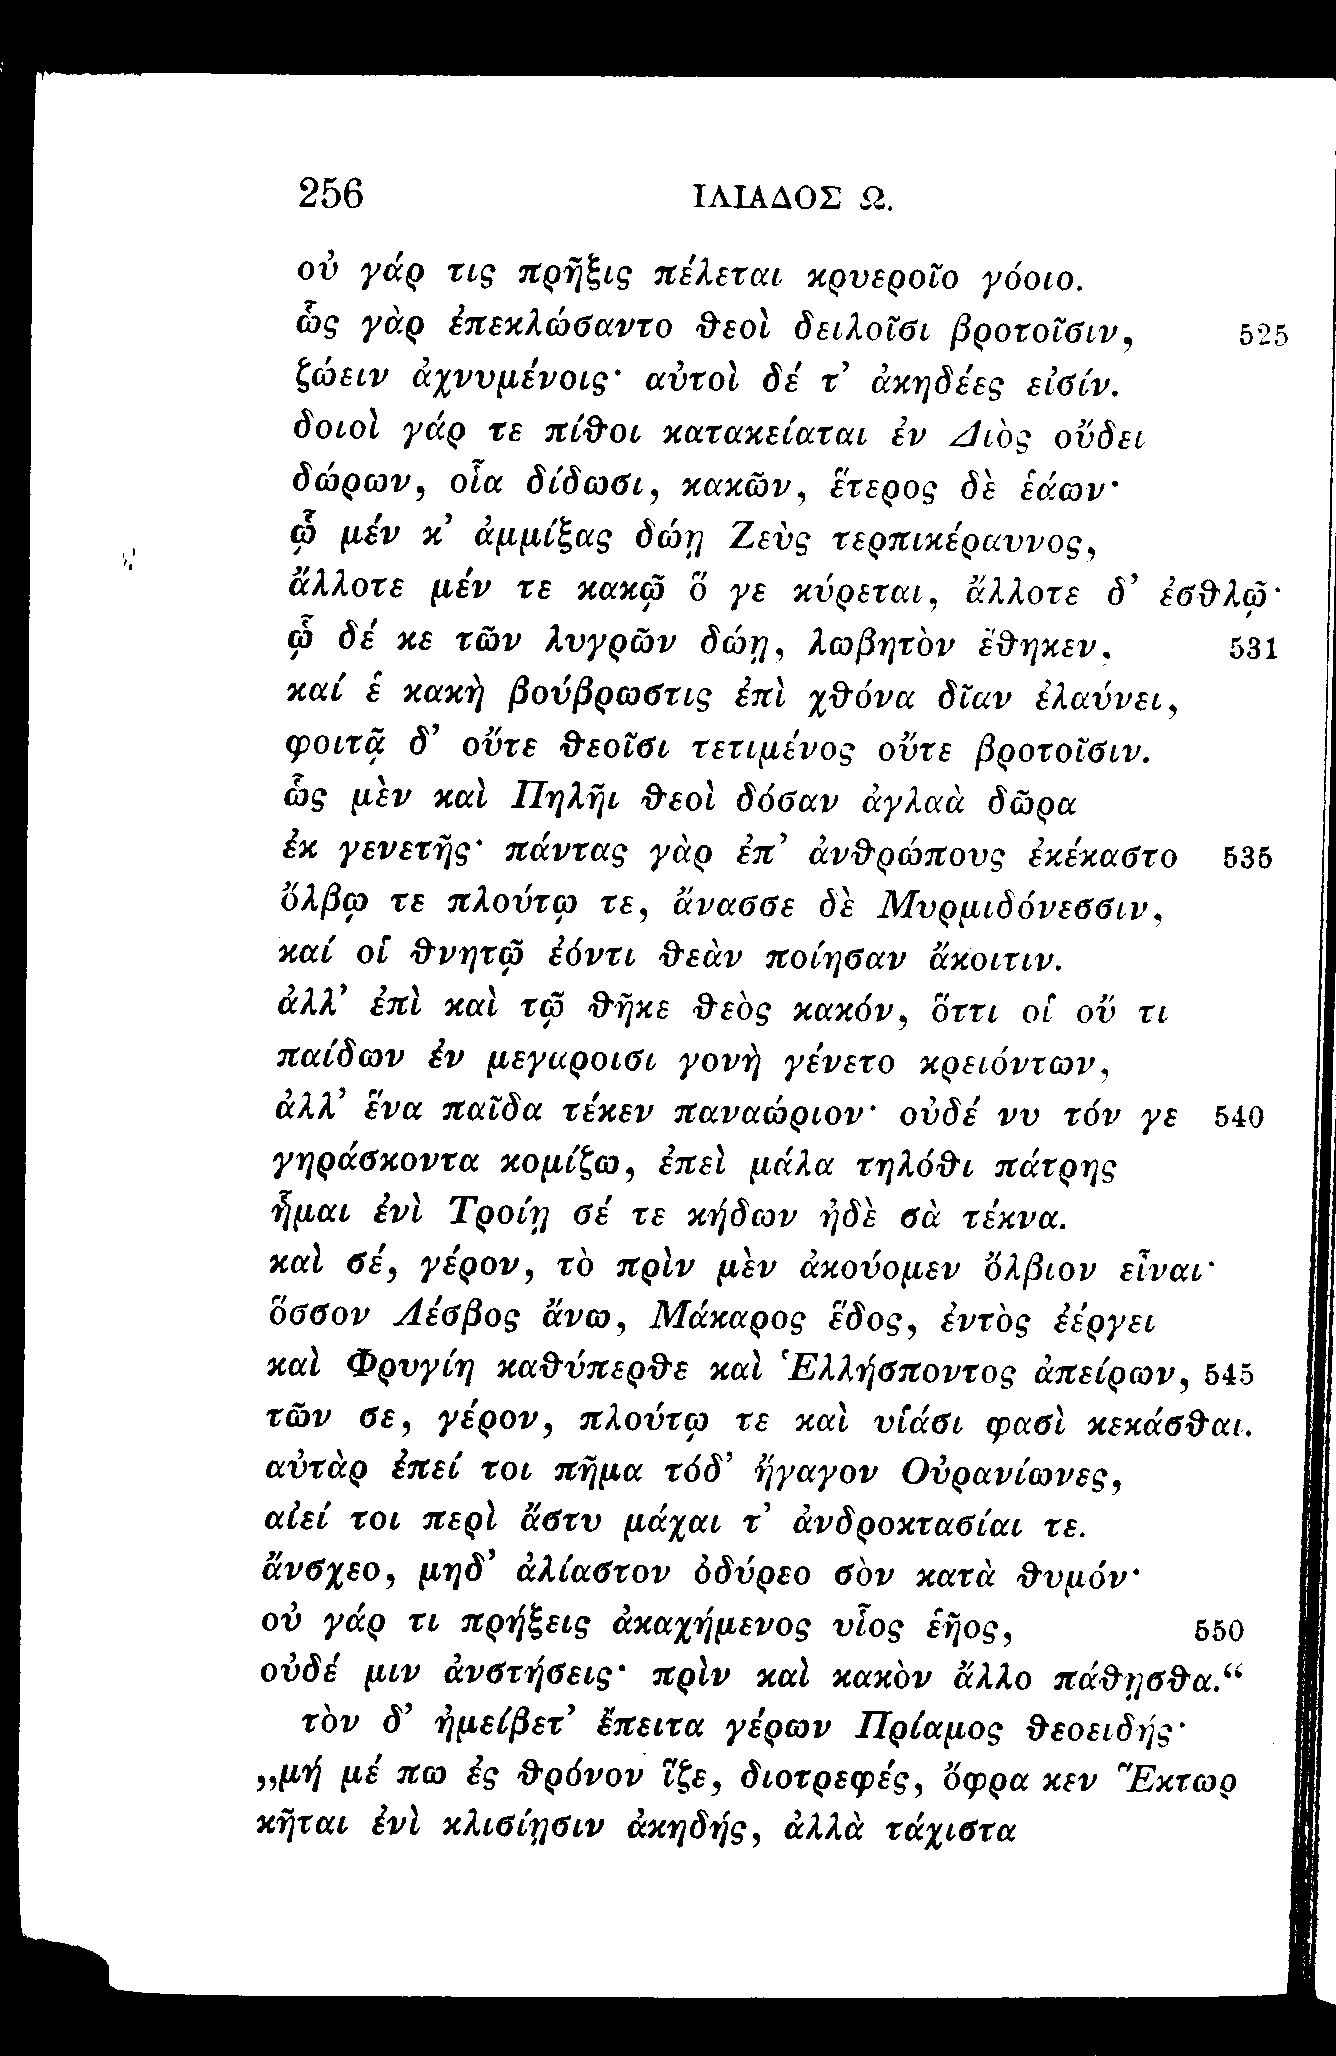 256 ΙΛΙΑΔΟΣ Ω.
οὐ γάρ τις πρῆξις πέλεται κρυεροῖο γόοιο.
ὣς γὰρ ἐπεκλώσαντο θεοὶ δειλοῖσι βροτοῖσιν, 525
ζώειν ἀχνυμένοις· αὐτοὶ δέ τ’ ἀκηδέες εἰσίν.
δοιοὶ γάρ τε πίθοι κατακείαται ἐν Διὸς οὔδει
δώρων, οἷα δίδωσι, κακῶν, ἕτερος δὲ ἑάων·
ᾧ μέν κ’ ἀμμίξας δώῃ Ζεὺς τερπικέραυνος,
ἄλλοτε μέν τε κακῷ ὅ γε κύρεται, ἄλλοτε δ’ ἐσθλῷ·
ᾧ δέ κε τῶν λυγρῶν δώῃ, λωβητὸν ἔθηκεν. 531
καί ἑ κακὴ βούβρωστις ἐπὶ χθόνα δῖαν ἐλαύνει,
φοιτᾷ δ’ οὔτε θεοῖσι τετιμένος οὔτε βροτοῖσιν.
ὣς μὲν καὶ Πηλῆι θεοὶ δόσαν ἀγλαὰ δῶρα
ἐκ γενετῆς· πάντας γὰρ ἐπ’ ἀνθρώπους ἐκέκαστο 535
ὄλβῳ τε πλούτῳ τε, ἄνασσε δὲ Μυρμιδόνεσσιν,
καί οἱ θνητῷ ἐόντι θεὰν ποίησαν ἄκοιτιν.
ἀλλ’ ἐπὶ καὶ τῷ θῆκε θεὸς κακόν, ὅττι οἱ οὔ τι
παίδων ἐν μεγάροισι γονὴ γένετο κρειόντων,
ἀλλ’ ἕνα παῖδα τέκεν παναώριον· οὐδέ νυ τόν γε 540
γηράσκοντα κομίζω, ἐπεὶ μάλα τηλόθι πάτρης
ἧμαι ἐνὶ Τροίῃ σέ τε κήδων ἠδὲ σὰ τέκνα.
καὶ σέ, γέρον, τὸ πρὶν μὲν ἀκούομεν ὄλβιον εἶναι·
ὅσσον Λέσβος ἄνω, Μάκαρος ἕδος, ἐντὸς ἐέργει
καὶ Φρυγίη καθύπερθε καὶ Ἑλλήσποντος ἀπείρων, 545
τῶν σε, γέρον, πλούτῳ τε καὶ υἱάσι φασὶ κεκάσθαι.
αὐτὰρ ἐπεί τοι πῆμα τόδ’ ἤγαγον Οὐρανίωνες,
αἰεί τοι περὶ ἄστυ μάχαι τ’ ἀνδροκτασίαι τε.
ἄνσχεο, μηδ’ ἀλίαστον ὀδύρεο σὸν κατὰ θυμόν·
οὐ γάρ τι πρήξεις ἀκαχήμενος υἷος ἑῆος, 550
οὐδέ μιν ἀνστήσεις· πρὶν καὶ κακὸν ἄλλο πάθῃσθα.“
τὸν δ’ ἠμείβετ’ ἔπειτα γέρων Πρίαμος θεοειδής·
„μή μέ πω ἐς θρόνον ἵζε, διοτρεφές, ὄφρα κεν Ἕκτωρ
κῆται ἐνὶ κλισίῃσιν ἀκηδής, ἀλλὰ τάχιστα